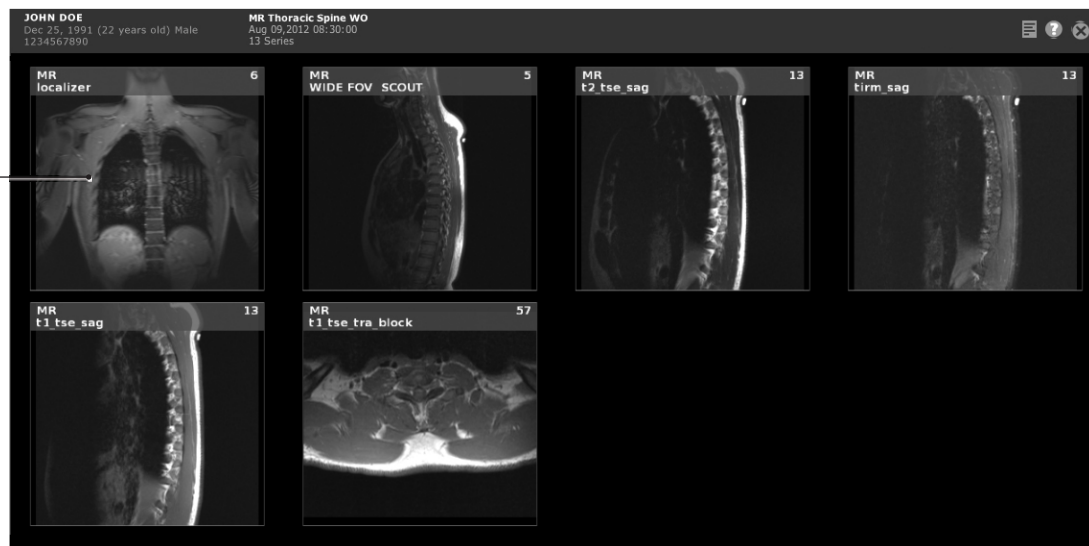 JOHN DOE
Dec 25, 1991 (22 years old) Male
1234567890
MR Thoracic Spine WO
Aug 09,2012 08:30:00
13 Series
?
MR 6
localizer
MR 5
WIDE FOV SCOUT
MR 13
t2_tse_sag
MR 13
tirm_sag
MR 13
t1_tse_sag
MR 57
t1_tse_tra_block